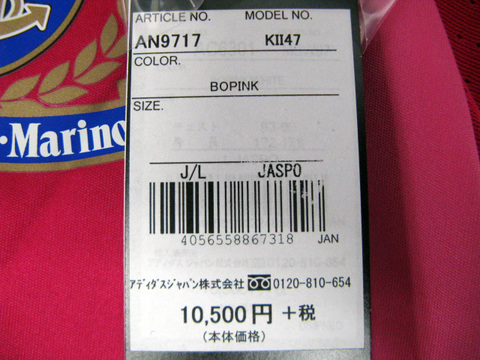 ARTICLE NO. MODEL NO.
AN9717 KII47
COLOR.
BOPINK
SIZE.
J/L JASPO
4056558867318 JAN
アディダスジャパン株式会社 0120-810-654
10,500円 +税
(本体価格)
・Marino